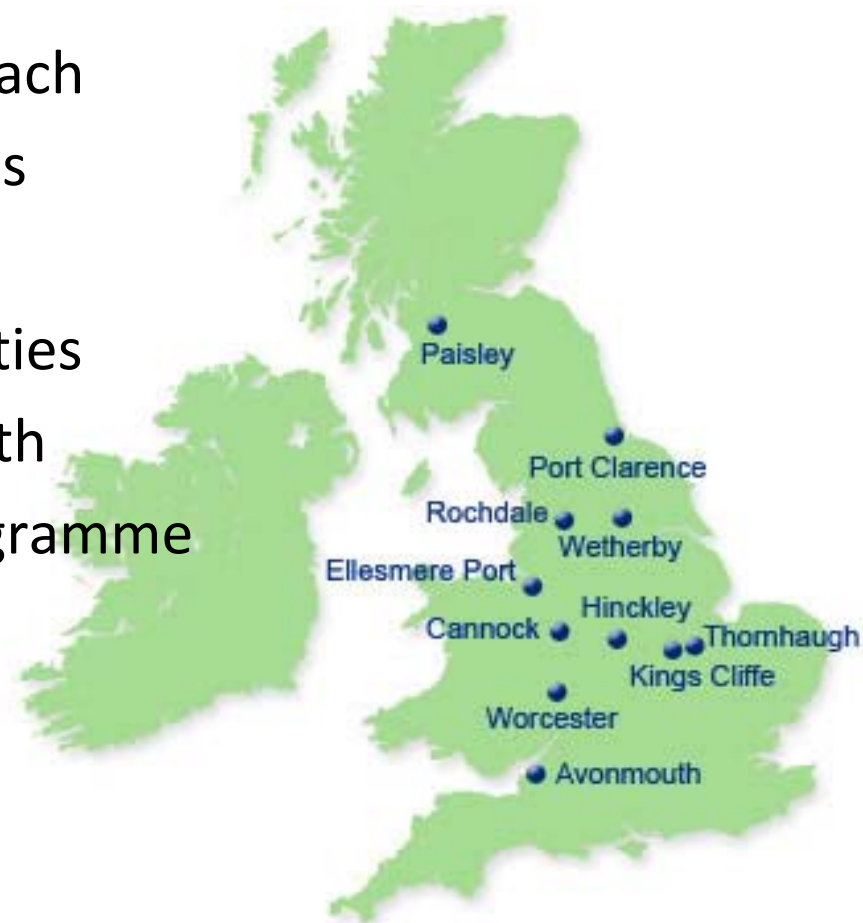 ach
s
ties
th
gramme
Paisley
Port Clarence
Rochdale
Wetherby
Ellesmere Port
Hinckley
Cannock
Thornhaugh
Kings Cliffe
Worcester
Avonmouth